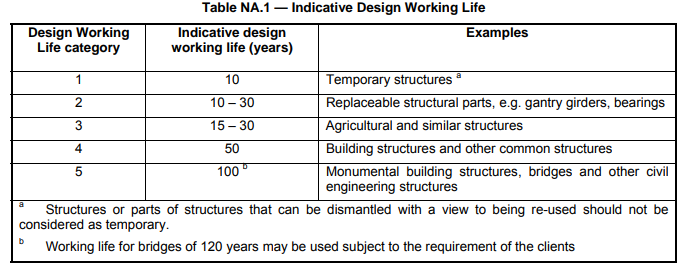 Table NA.1 — Indicative Design Working Life
Design Working Life category
Indicative design working life (years)
Examples
1
10
Temporary structures a
2
10 – 30
Replaceable structural parts, e.g. gantry girders, bearings
3
15 – 30
Agricultural and similar structures
4
50
Building structures and other common structures
5
100 b
Monumental building structures, bridges and other civil
engineering structures
a Structures or parts of structures that can be dismantled with a view to being re-used should not be
considered as temporary.
b Working life for bridges of 120 years may be used subject to the requirement of the clients